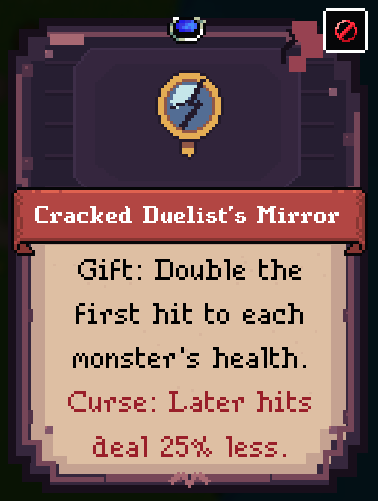 Cracked Duelist's Mirror
Gift: Double the
first hit to each
monster's health.
Curse: Later hits
deal 25% less.